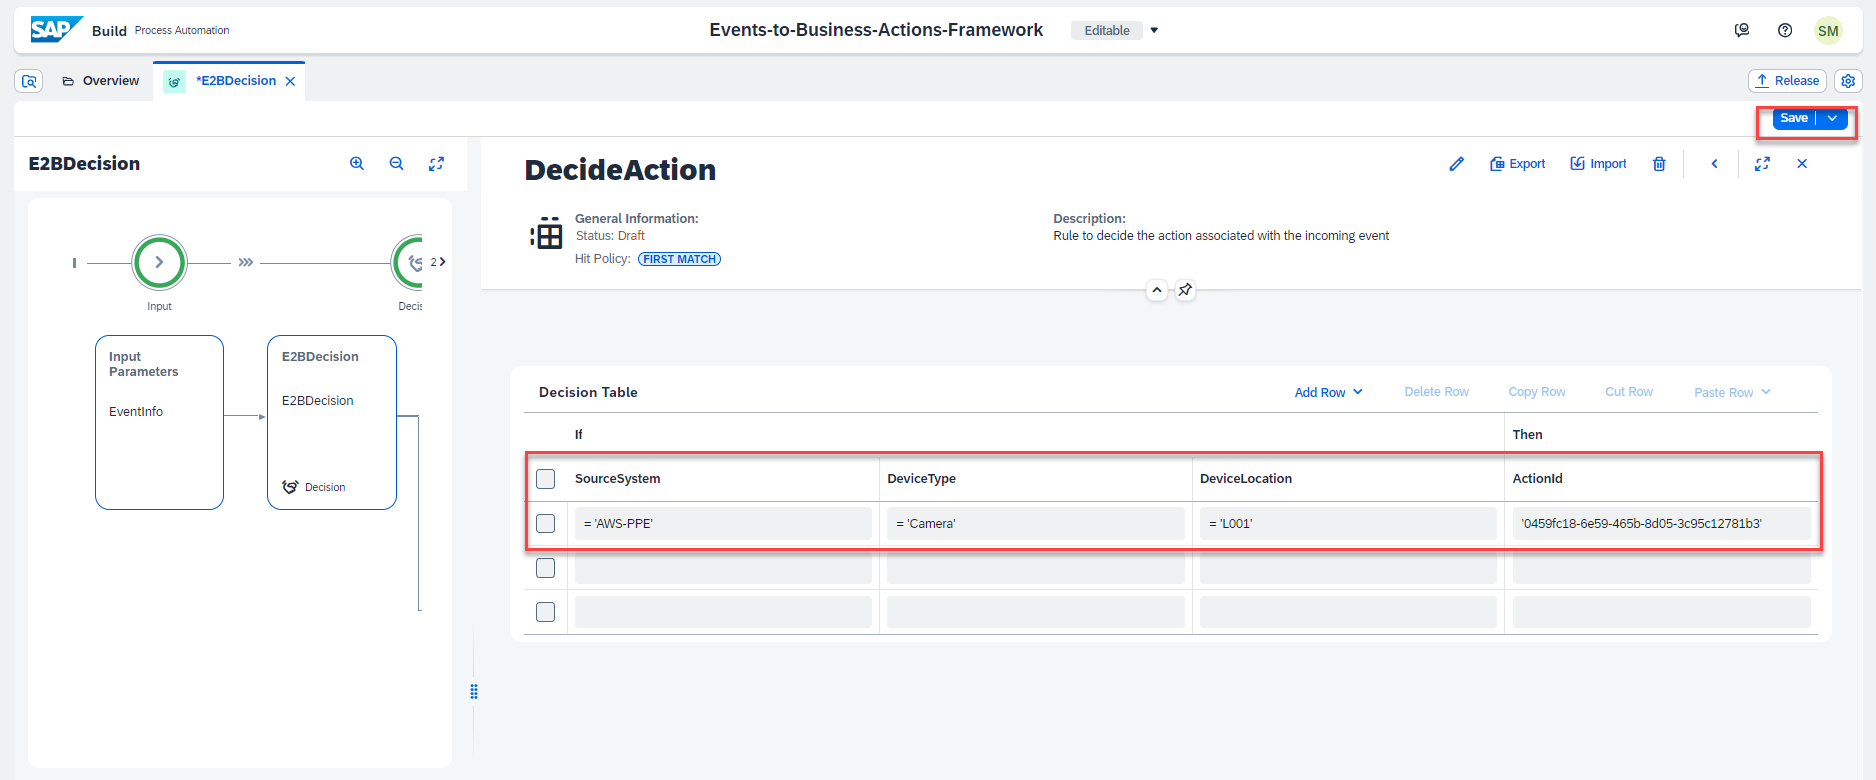 SAP Build Process Automation
Events-to-Business-Actions-Framework
Editable
SM
Overview
*E2BDecision
Release
Save
E2BDecision
DecideAction
Export
Import
General Information:
Status: Draft
Hit Policy: FIRST MATCH
Description:
Rule to decide the action associated with the incoming event
2
Input
Decis
Input
Parameters
EventInfo
E2BDecision
E2BDecision
Decision
Decision Table
Add Row
Delete Row
Copy Row
Cut Row
Paste Row
If
Then
SourceSystem
DeviceType
DeviceLocation
ActionId
= 'AWS-PPE'
= 'Camera'
= 'L001'
'0459fc18-6e59-465b-8d05-3c95c12781b3'